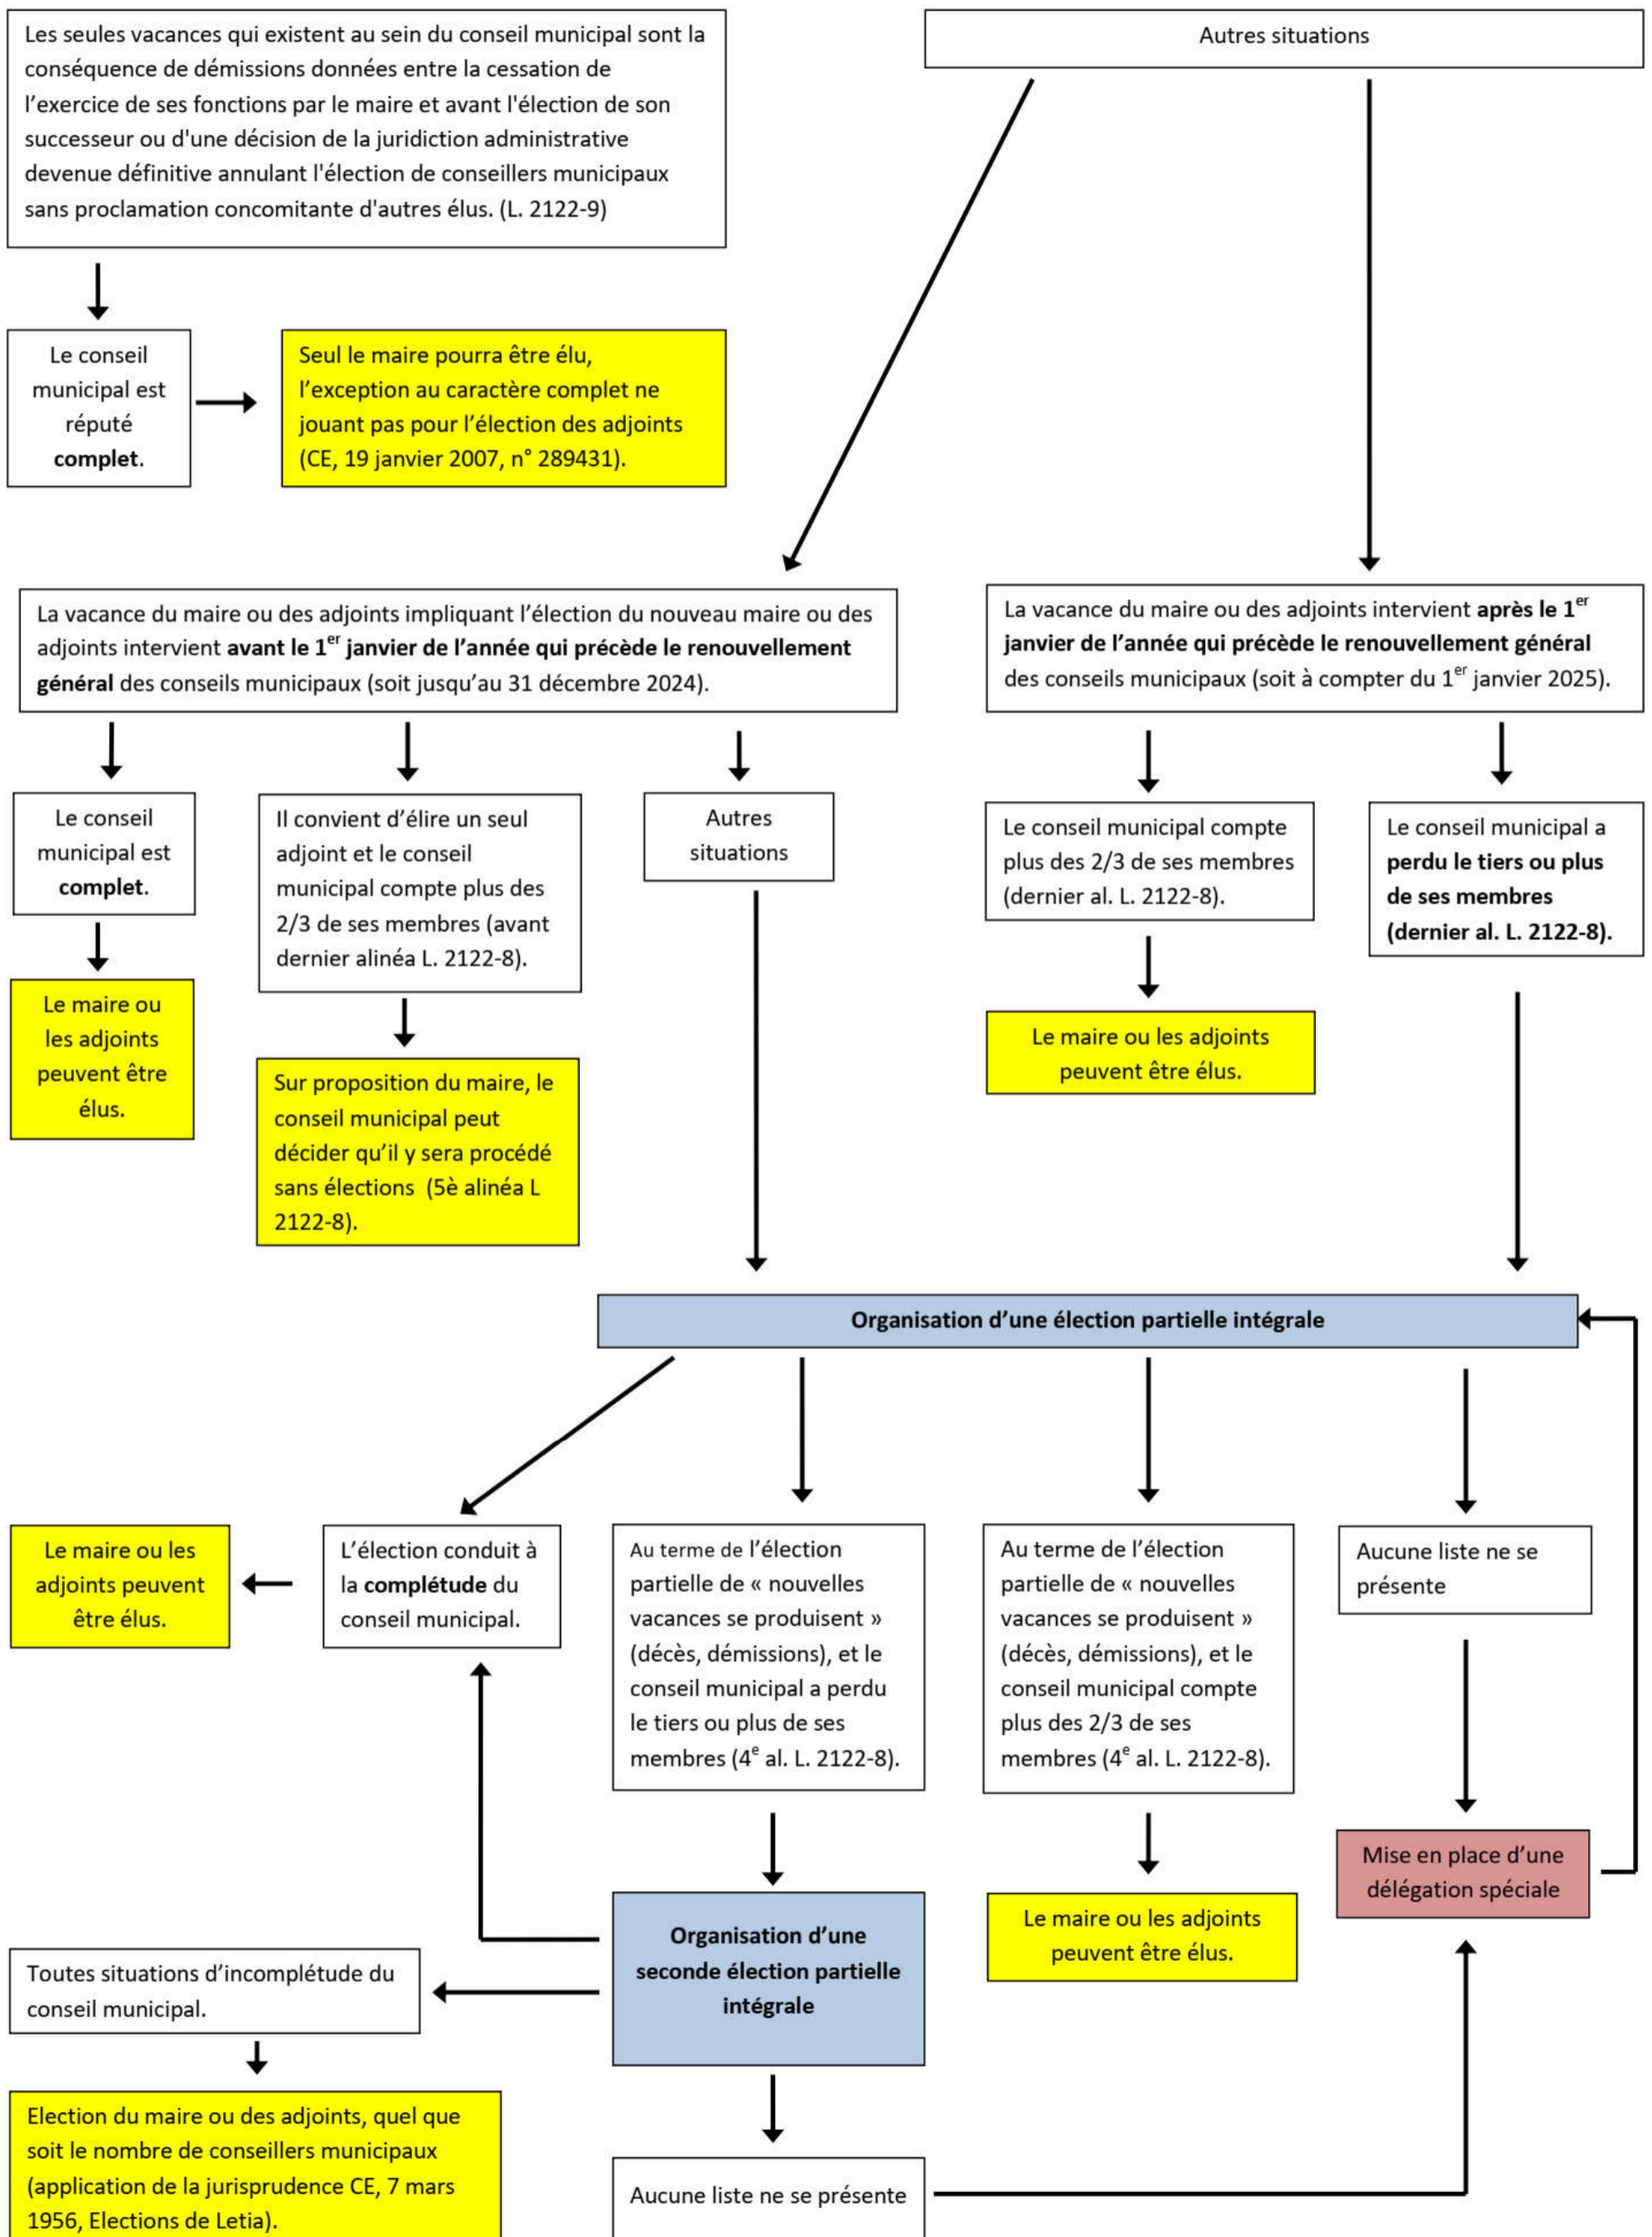 Les seules vacances qui existent au sein du conseil municipal sont la
conséquence de démissions données entre la cessation de
l’exercice de ses fonctions par le maire et avant l'élection de son
successeur ou d'une décision de la juridiction administrative
devenue définitive annulant l'élection de conseillers municipaux
sans proclamation concomitante d'autres élus. (L. 2122-9)
Autres situations
Le conseil
municipal est
réputé
complet.
Seul le maire pourra être élu,
l’exception au caractère complet ne
jouant pas pour l’élection des adjoints
(CE, 19 janvier 2007, n° 289431).
La vacance du maire ou des adjoints impliquant l’élection du nouveau maire ou des
adjoints intervient avant le 1er janvier de l’année qui précède le renouvellement
général des conseils municipaux (soit jusqu’au 31 décembre 2024).
La vacance du maire ou des adjoints intervient après le 1er
janvier de l’année qui précède le renouvellement général
des conseils municipaux (soit à compter du 1er janvier 2025).
Le conseil
municipal est
complet.
Il convient d’élire un seul
adjoint et le conseil
municipal compte plus des
2/3 de ses membres (avant
dernier alinéa L. 2122-8).
Autres
situations
Le conseil municipal compte
plus des 2/3 de ses membres
(dernier al. L. 2122-8).
Le conseil municipal a
perdu le tiers ou plus
de ses membres
(dernier al. L. 2122-8).
Le maire ou
les adjoints
peuvent être
élus.
Sur proposition du maire, le
conseil municipal peut
décider qu’il y sera procédé
sans élections (5è alinéa L
2122-8).
Le maire ou les adjoints
peuvent être élus.
Organisation d’une élection partielle intégrale
Le maire ou les
adjoints peuvent
être élus.
L’élection conduit à
la complétude du
conseil municipal.
Au terme de l’élection
partielle de « nouvelles
vacances se produisent »
(décès, démissions), et le
conseil municipal a perdu
le tiers ou plus de ses
membres (4e al. L. 2122-8).
Au terme de l’élection
partielle de « nouvelles
vacances se produisent »
(décès, démissions), et le
conseil municipal compte
plus des 2/3 de ses
membres (4e al. L. 2122-8).
Aucune liste ne se
présente
Mise en place d’une
délégation spéciale
Organisation d’une
seconde élection partielle
intégrale
Le maire ou les adjoints
peuvent être élus.
Toutes situations d’incomplétude du
conseil municipal.
Election du maire ou des adjoints, quel que
soit le nombre de conseillers municipaux
(application de la jurisprudence CE, 7 mars
1956, Elections de Letia).
Aucune liste ne se présente